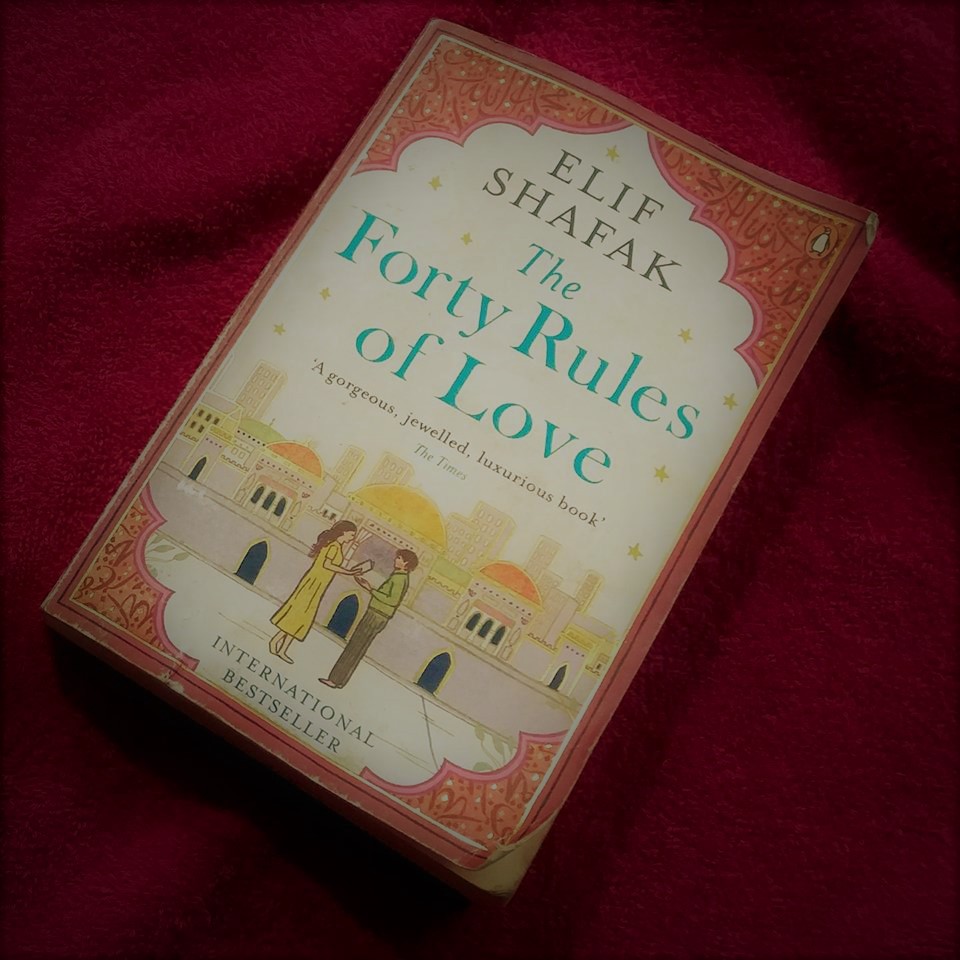 ELIF
SHAFAK
The
Forty Rules
of Love
‘A gorgeous, jewelled, luxurious book’
The Times
INTERNATIONAL
BESTSELLER